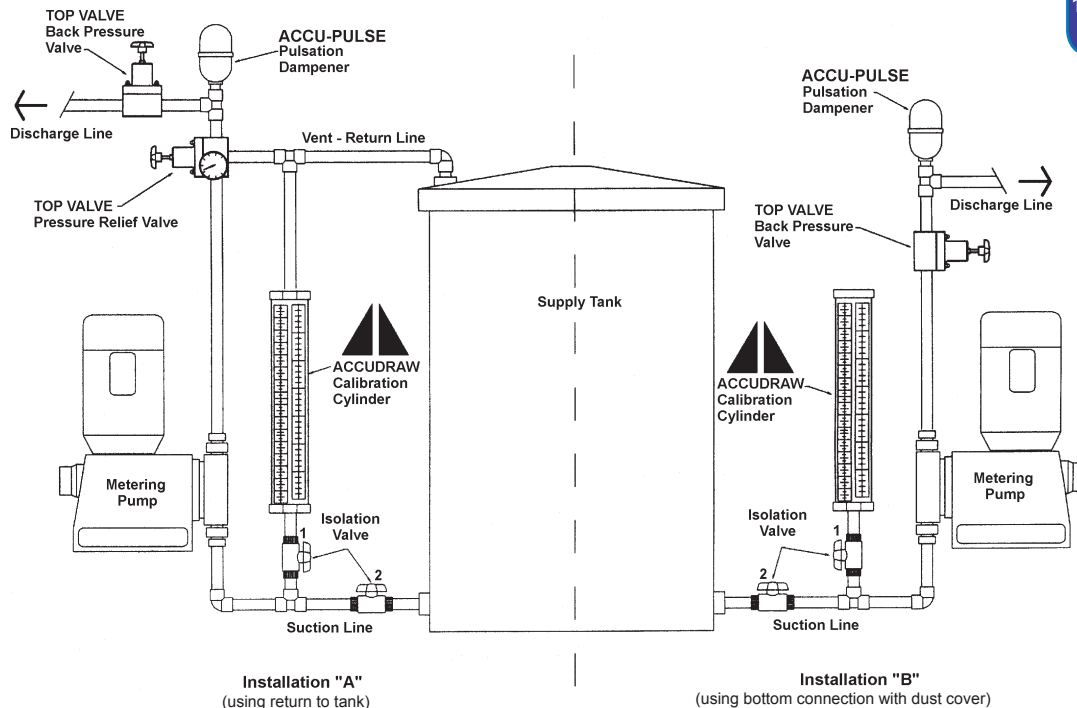 TOP VALVE
Back Pressure
Valve
ACCU-PULSE
Pulsation
Dampener
Discharge Line
Vent - Return Line
TOP VALVE
Pressure Relief Valve
ACCUDRAW
Calibration
Cylinder
Metering
Pump
Isolation
Valve
1
2
Suction Line
Installation "A"
(using return to tank)
Supply Tank
ACCU-PULSE
Pulsation
Dampener
Discharge Line
TOP VALVE
Back Pressure
Valve
ACCUDRAW
Calibration
Cylinder
Metering
Pump
Isolation
Valve
1
2
Suction Line
Installation "B"
(using bottom connection with dust cover)